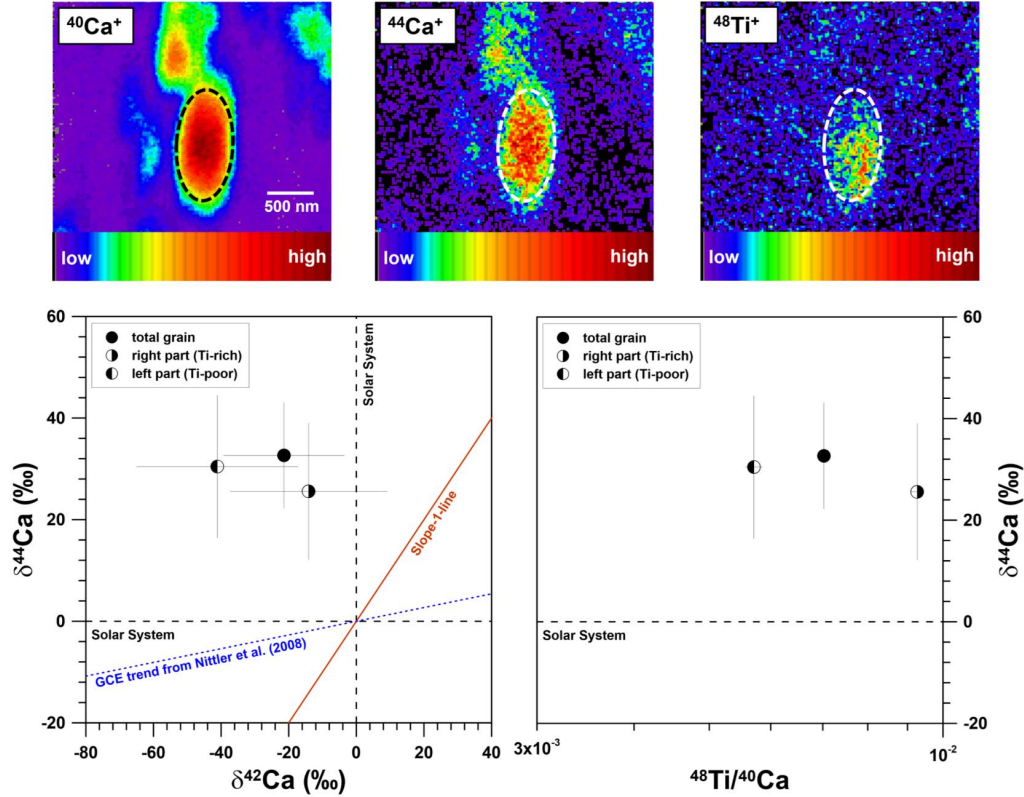 ⁴⁰Ca⁺
⁴⁴Ca⁺
⁴⁸Ti⁺
500 nm
low high
low high
low high
60
40
20
0
-20
total grain
right part (Ti-rich)
left part (Ti-poor)
Solar System
Slope-1-line
Solar System
GCE trend from Nittler et al. (2008)
-80 -60 -40 -20 0 20 40
δ⁴²Ca (‰)
δ⁴⁴Ca (‰)
total grain
right part (Ti-rich)
left part (Ti-poor)
Solar System
60
40
20
0
-20
δ⁴⁴Ca (‰)
3x10⁻³ 10⁻²
⁴⁸Ti/⁴⁰Ca